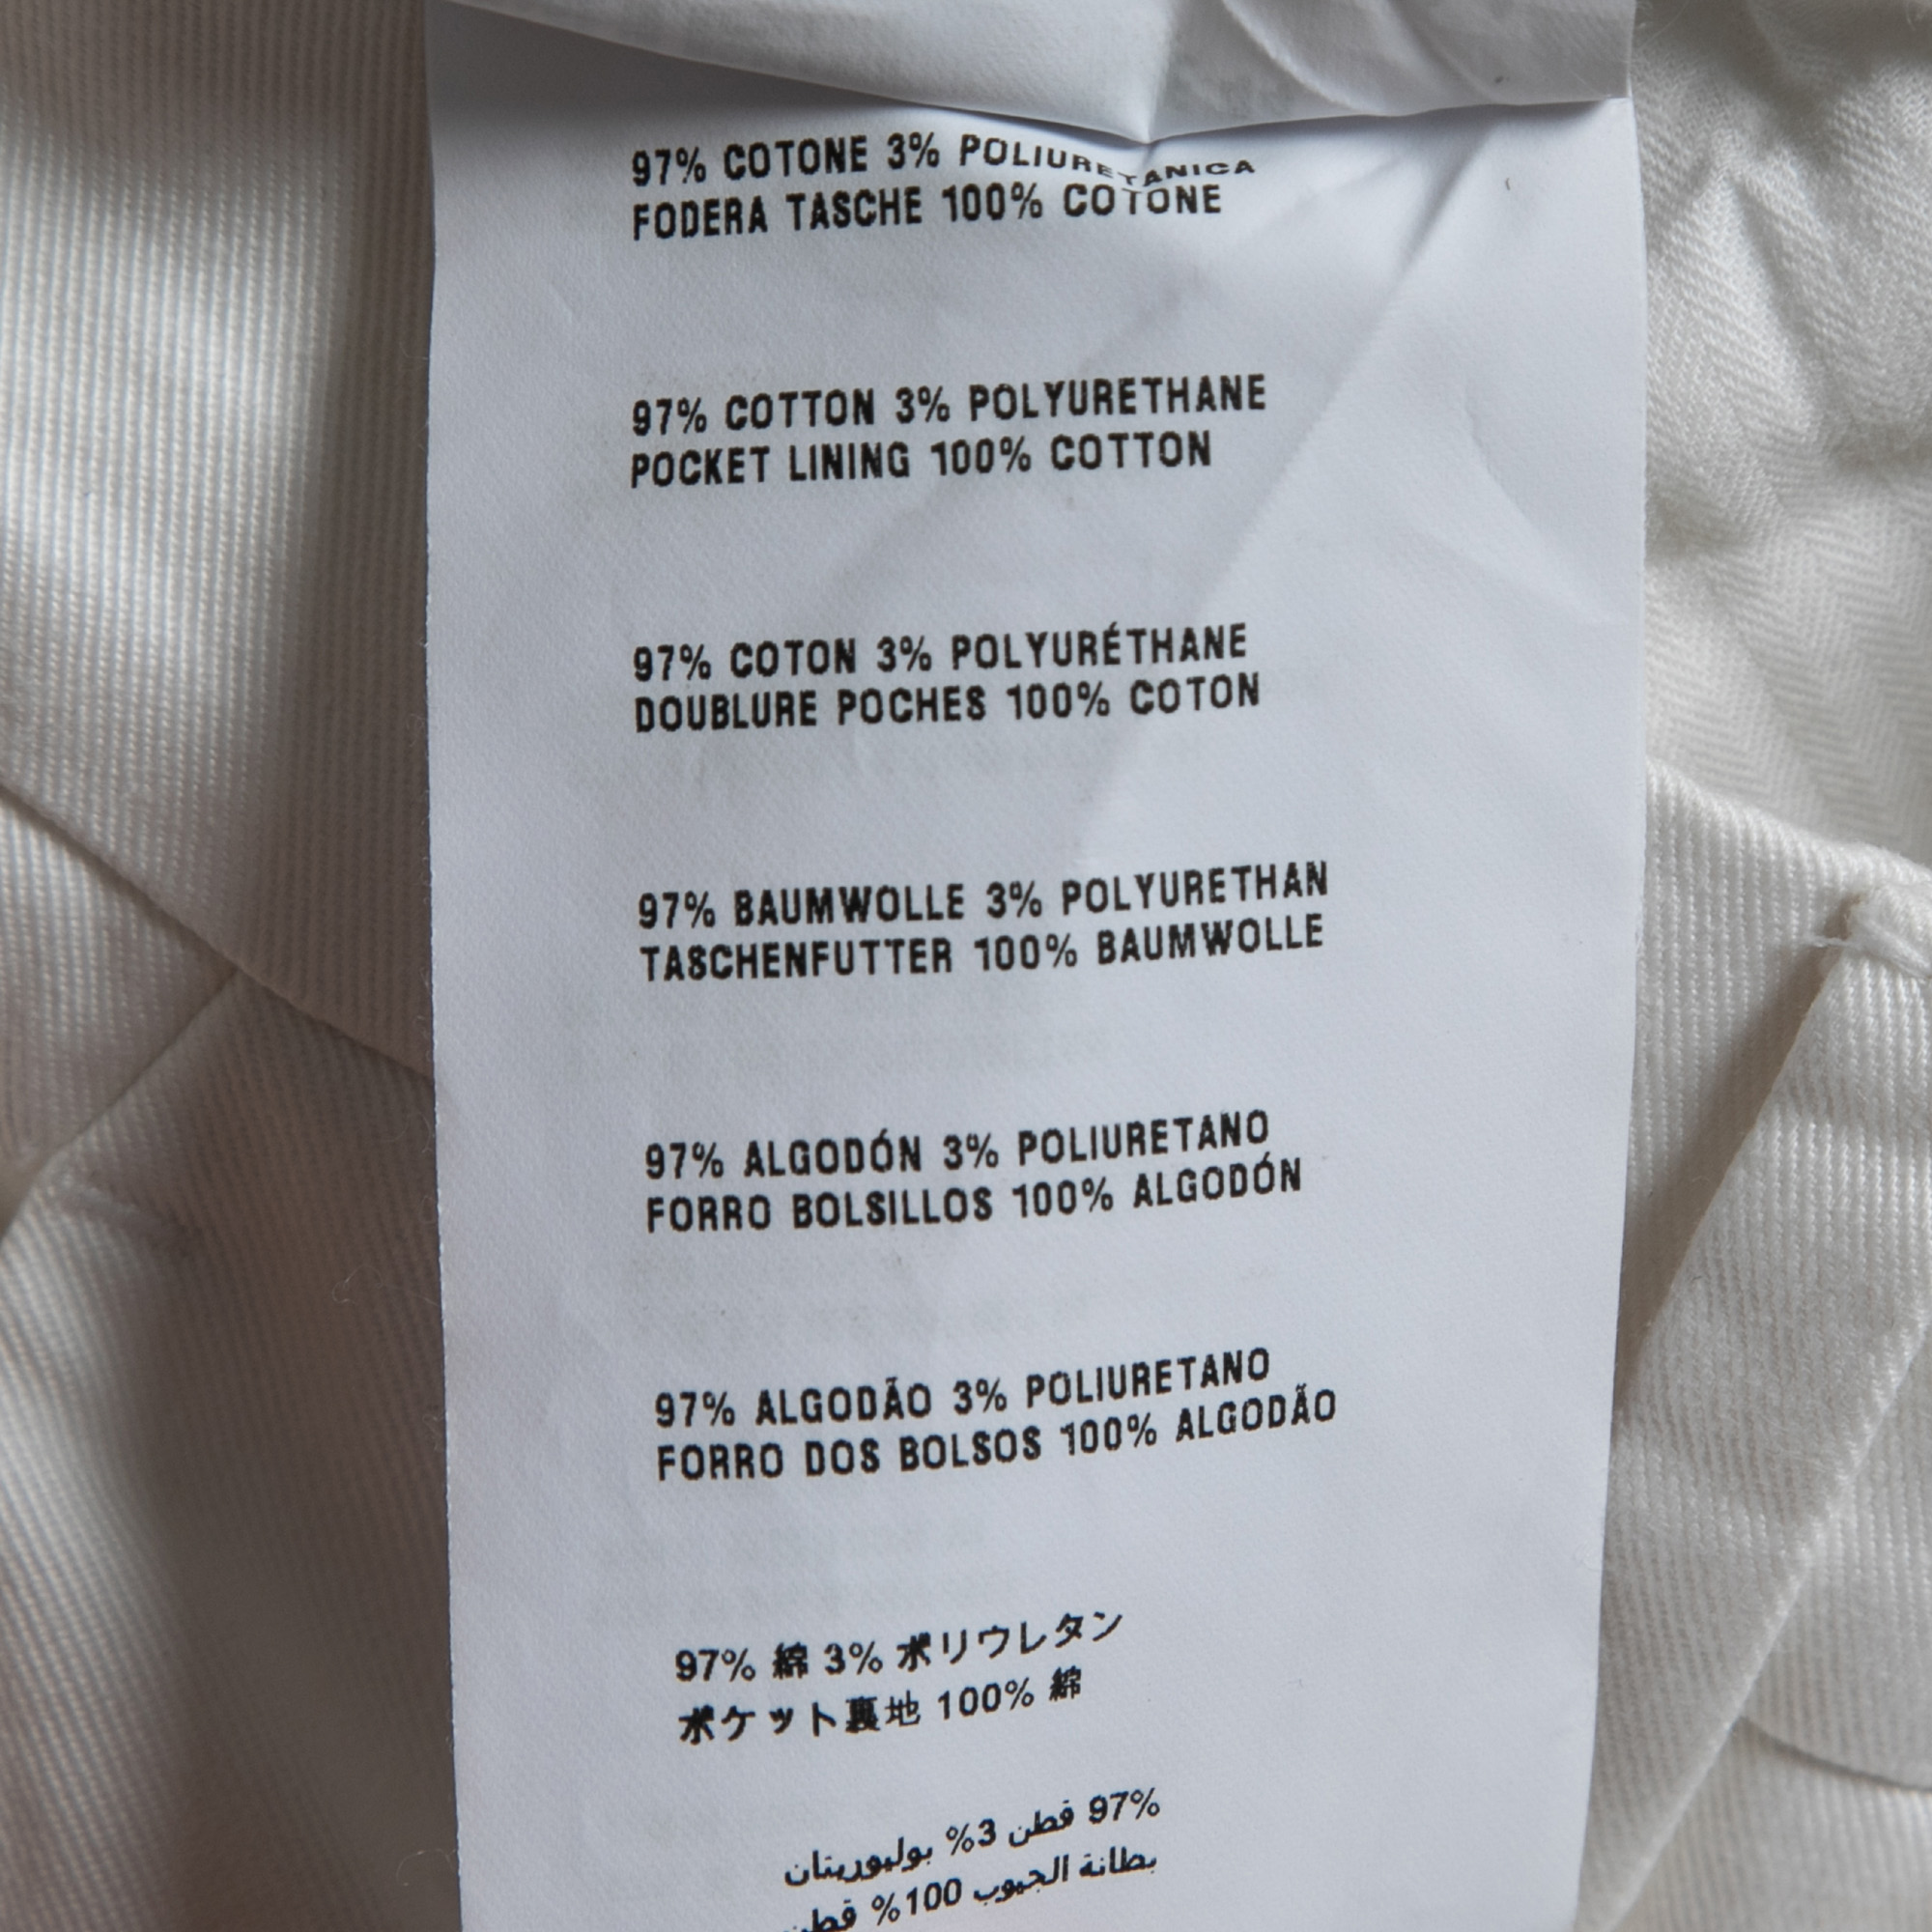 97% COTONE 3% POLIURETANICA
FODERA TASCHE 100% COTONE
97% COTTON 3% POLYURETHANE
POCKET LINING 100% COTTON
97% COTON 3% POLYURÉTHANE
DOUBLURE POCHES 100% COTON
97% BAUMWOLLE 3% POLYURETHAN
TASCHENFUTTER 100% BAUMWOLLE
97% ALGODÓN 3% POLIURETANO
FORRO BOLSILLOS 100% ALGODÓN
97% ALGODÃO 3% POLIURETANO
FORRO DOS BOLSOS 100% ALGODÃO
97% 綿 3% ポリウレタン
ポケット裏地 100% 綿
97% قطن 3% بوليوريتان
بطانة الجيوب 100% قطن